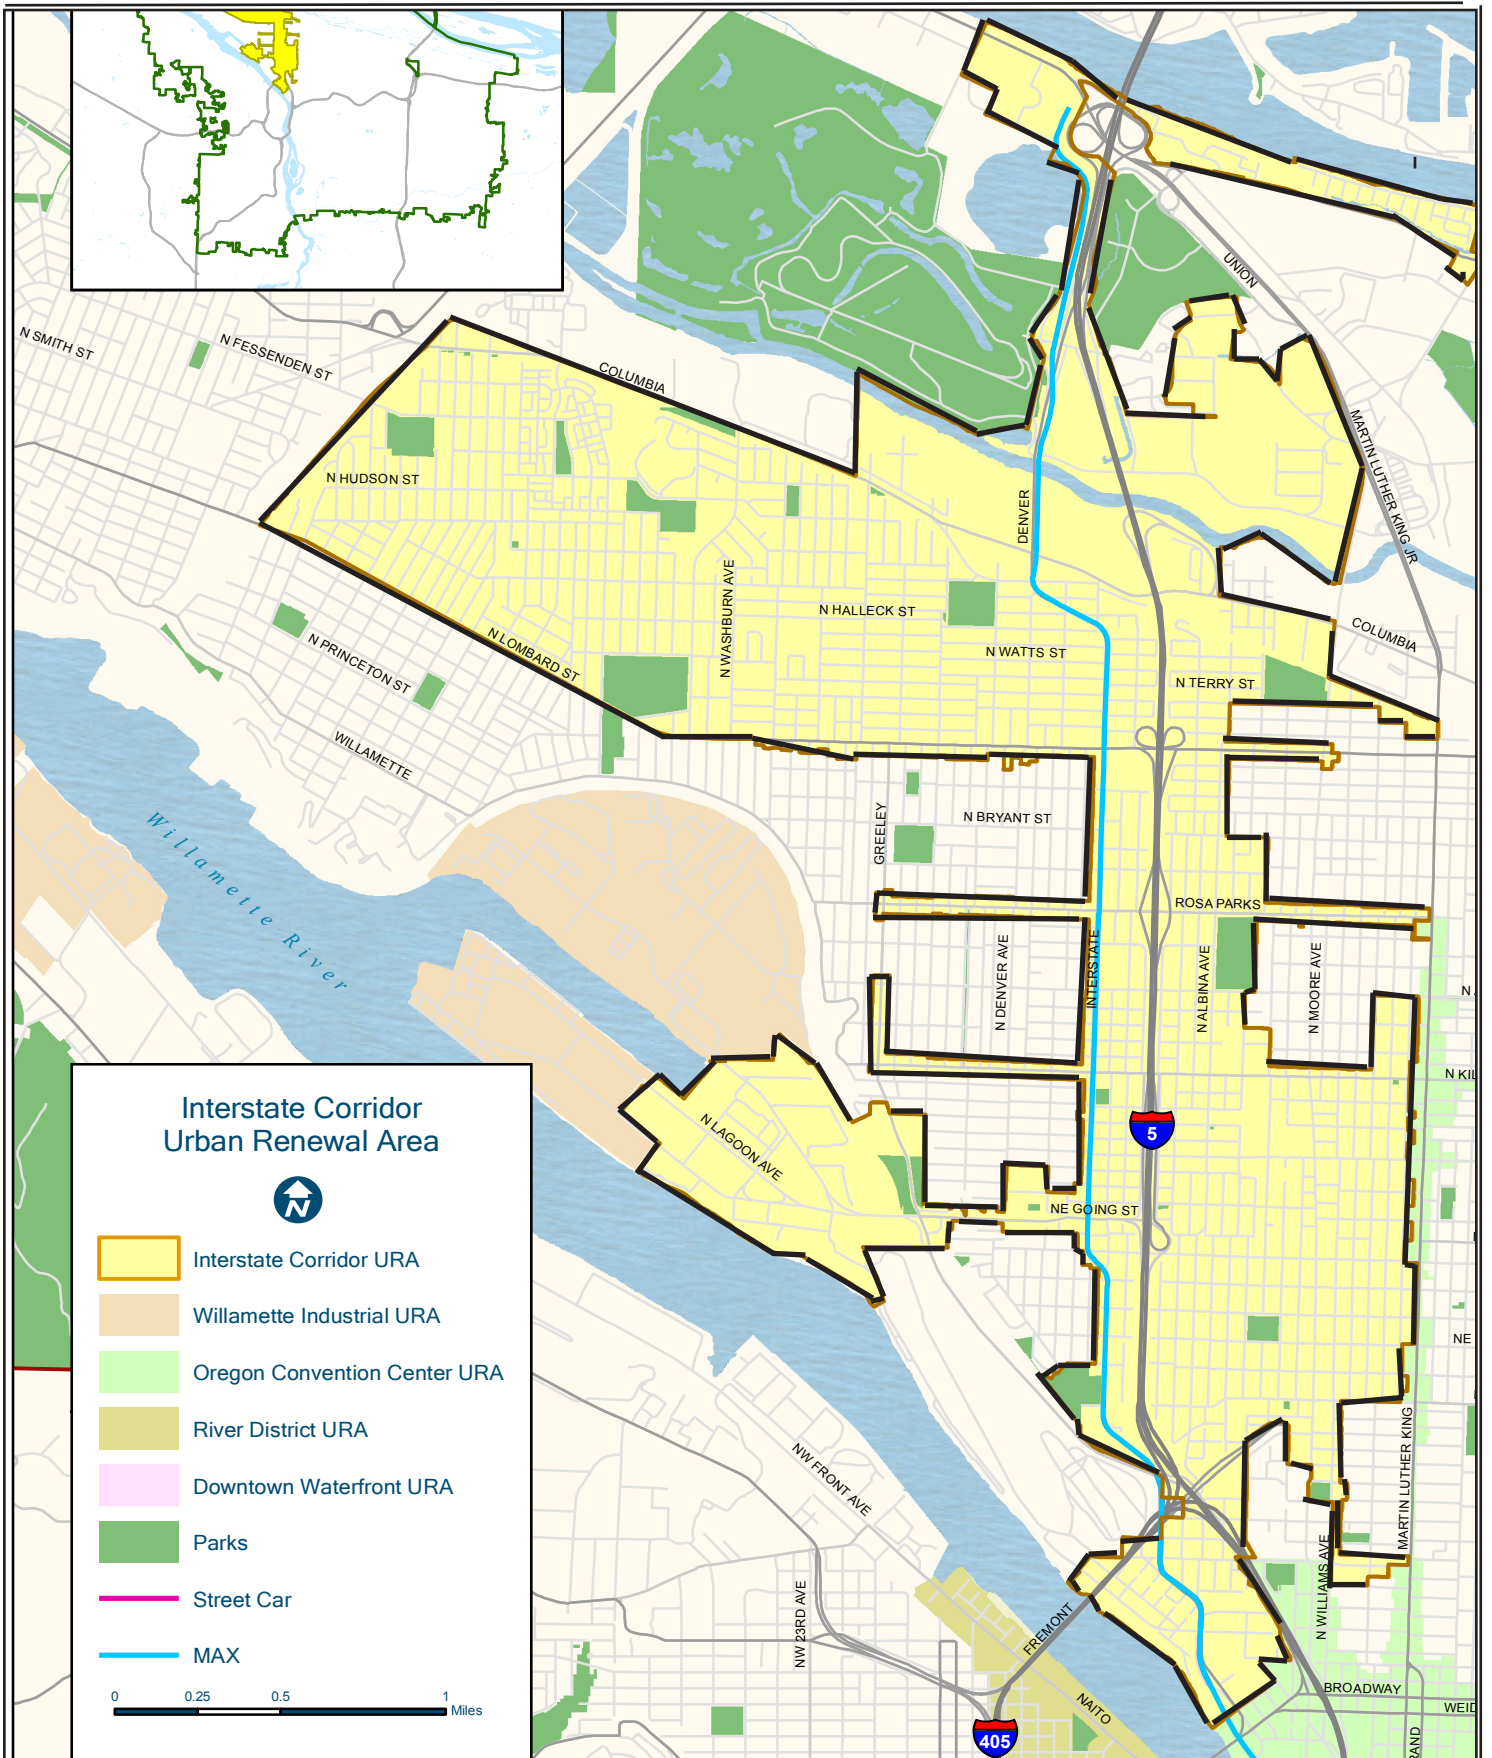 UNION
N SMITH ST
N FESSENDEN ST
COLUMBIA
MARTIN LUTHER KING JR
N HUDSON ST
DENVER
N WASHBURN AVE
N HALLECK ST
N PRINCETON ST
N LOMBARD ST
N WATTS ST
COLUMBIA
N TERRY ST
WILLAMETTE
Willamette River
GREELEY
N BRYANT ST
ROSA PARKS
INTERSTATE
N DENVER AVE
N ALBINA AVE
N MOORE AVE
N KIL
5
N LAGOON AVE
NE GOING ST
NE
Interstate Corridor
Urban Renewal Area
N
Interstate Corridor URA
Willamette Industrial URA
Oregon Convention Center URA
River District URA
Downtown Waterfront URA
Parks
Street Car
MAX
0 0.25 0.5 1
Miles
NW FRONT AVE
MARTIN LUTHER KING
N WILLIAMS AVE
NW 23RD AVE
FREMONT
NAITO
BROADWAY
WEID
RAND
405